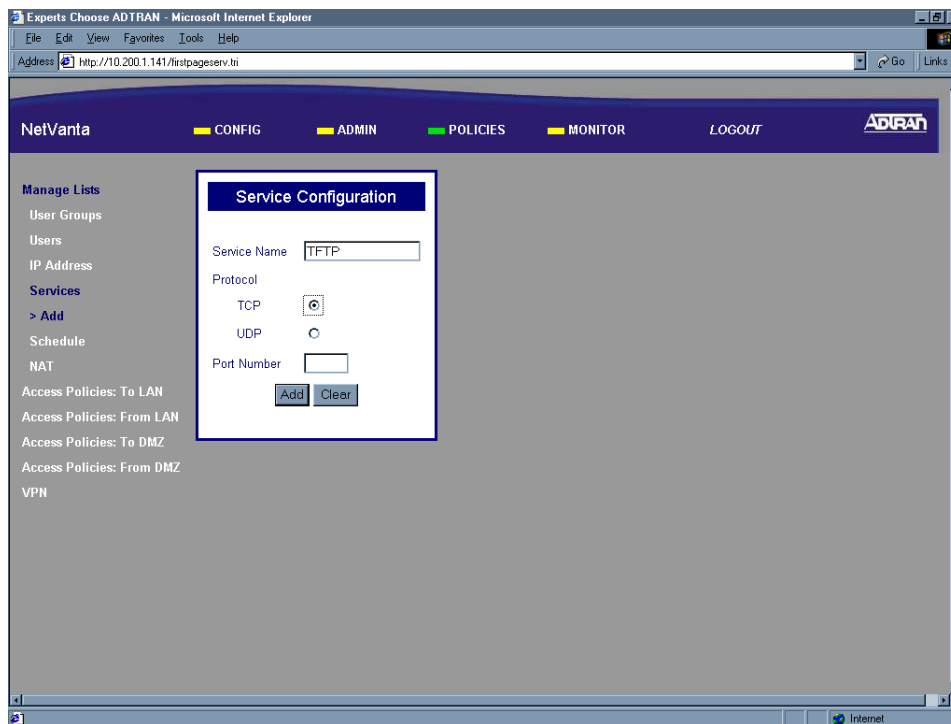 Experts Choose ADTRAN - Microsoft Internet Explorer
File Edit View Favorites Tools Help
Address http://10.200.1.141/firstpageserv.tri Go Links
NetVanta CONFIG ADMIN POLICIES MONITOR LOGOUT ADTRAN
Manage Lists
User Groups
Users
IP Address
Services
> Add
Schedule
NAT
Access Policies: To LAN
Access Policies: From LAN
Access Policies: To DMZ
Access Policies: From DMZ
VPN
Service Configuration
Service Name TFTP
Protocol
TCP
UDP
Port Number
Add Clear
Internet